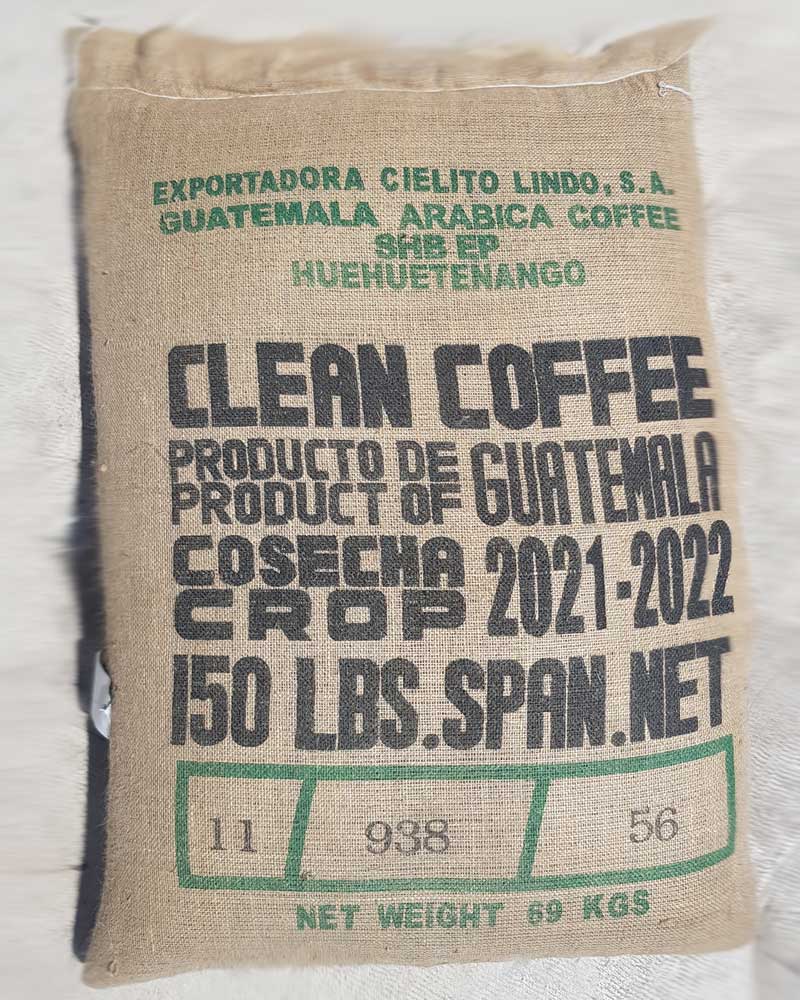 EXPORTADORA CIELITO LINDO, S.A.
GUATEMALA ARABICA COFFEE
SHB EP
HUEHUETENANGO
CLEAN COFFEE
PRODUCTO DE
PRODUCT OF GUATEMALA
COSECHA
CROP 2021-2022
150 LBS.SPAN.NET
11 938 56
NET WEIGHT 69 KGS